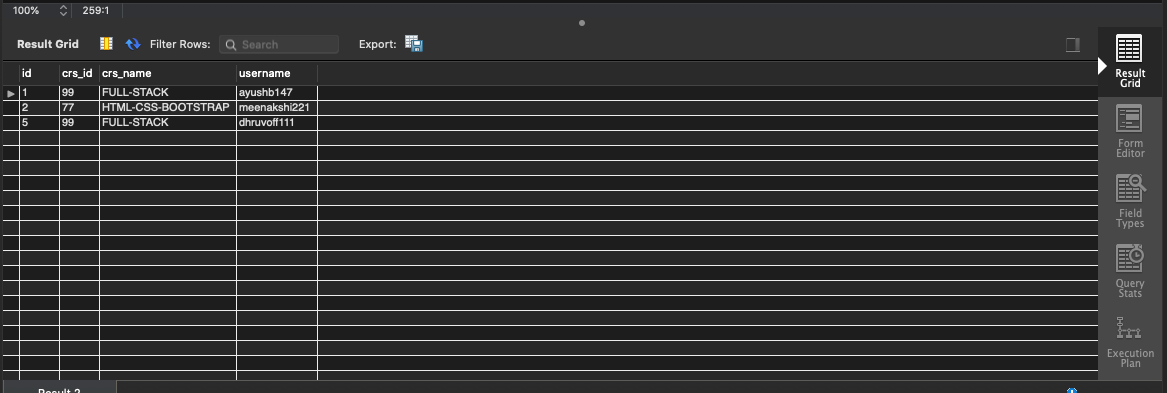 100% 259:1
Result Grid Filter Rows: Search Export:
id crs_id crs_name username
1 99 FULL-STACK ayushb147
2 77 HTML-CSS-BOOTSTRAP meenakshi221
5 99 FULL-STACK dhruvoff111
Result
Grid
Form
Editor
Field
Types
Query
Stats
Execution
Plan
Result 2